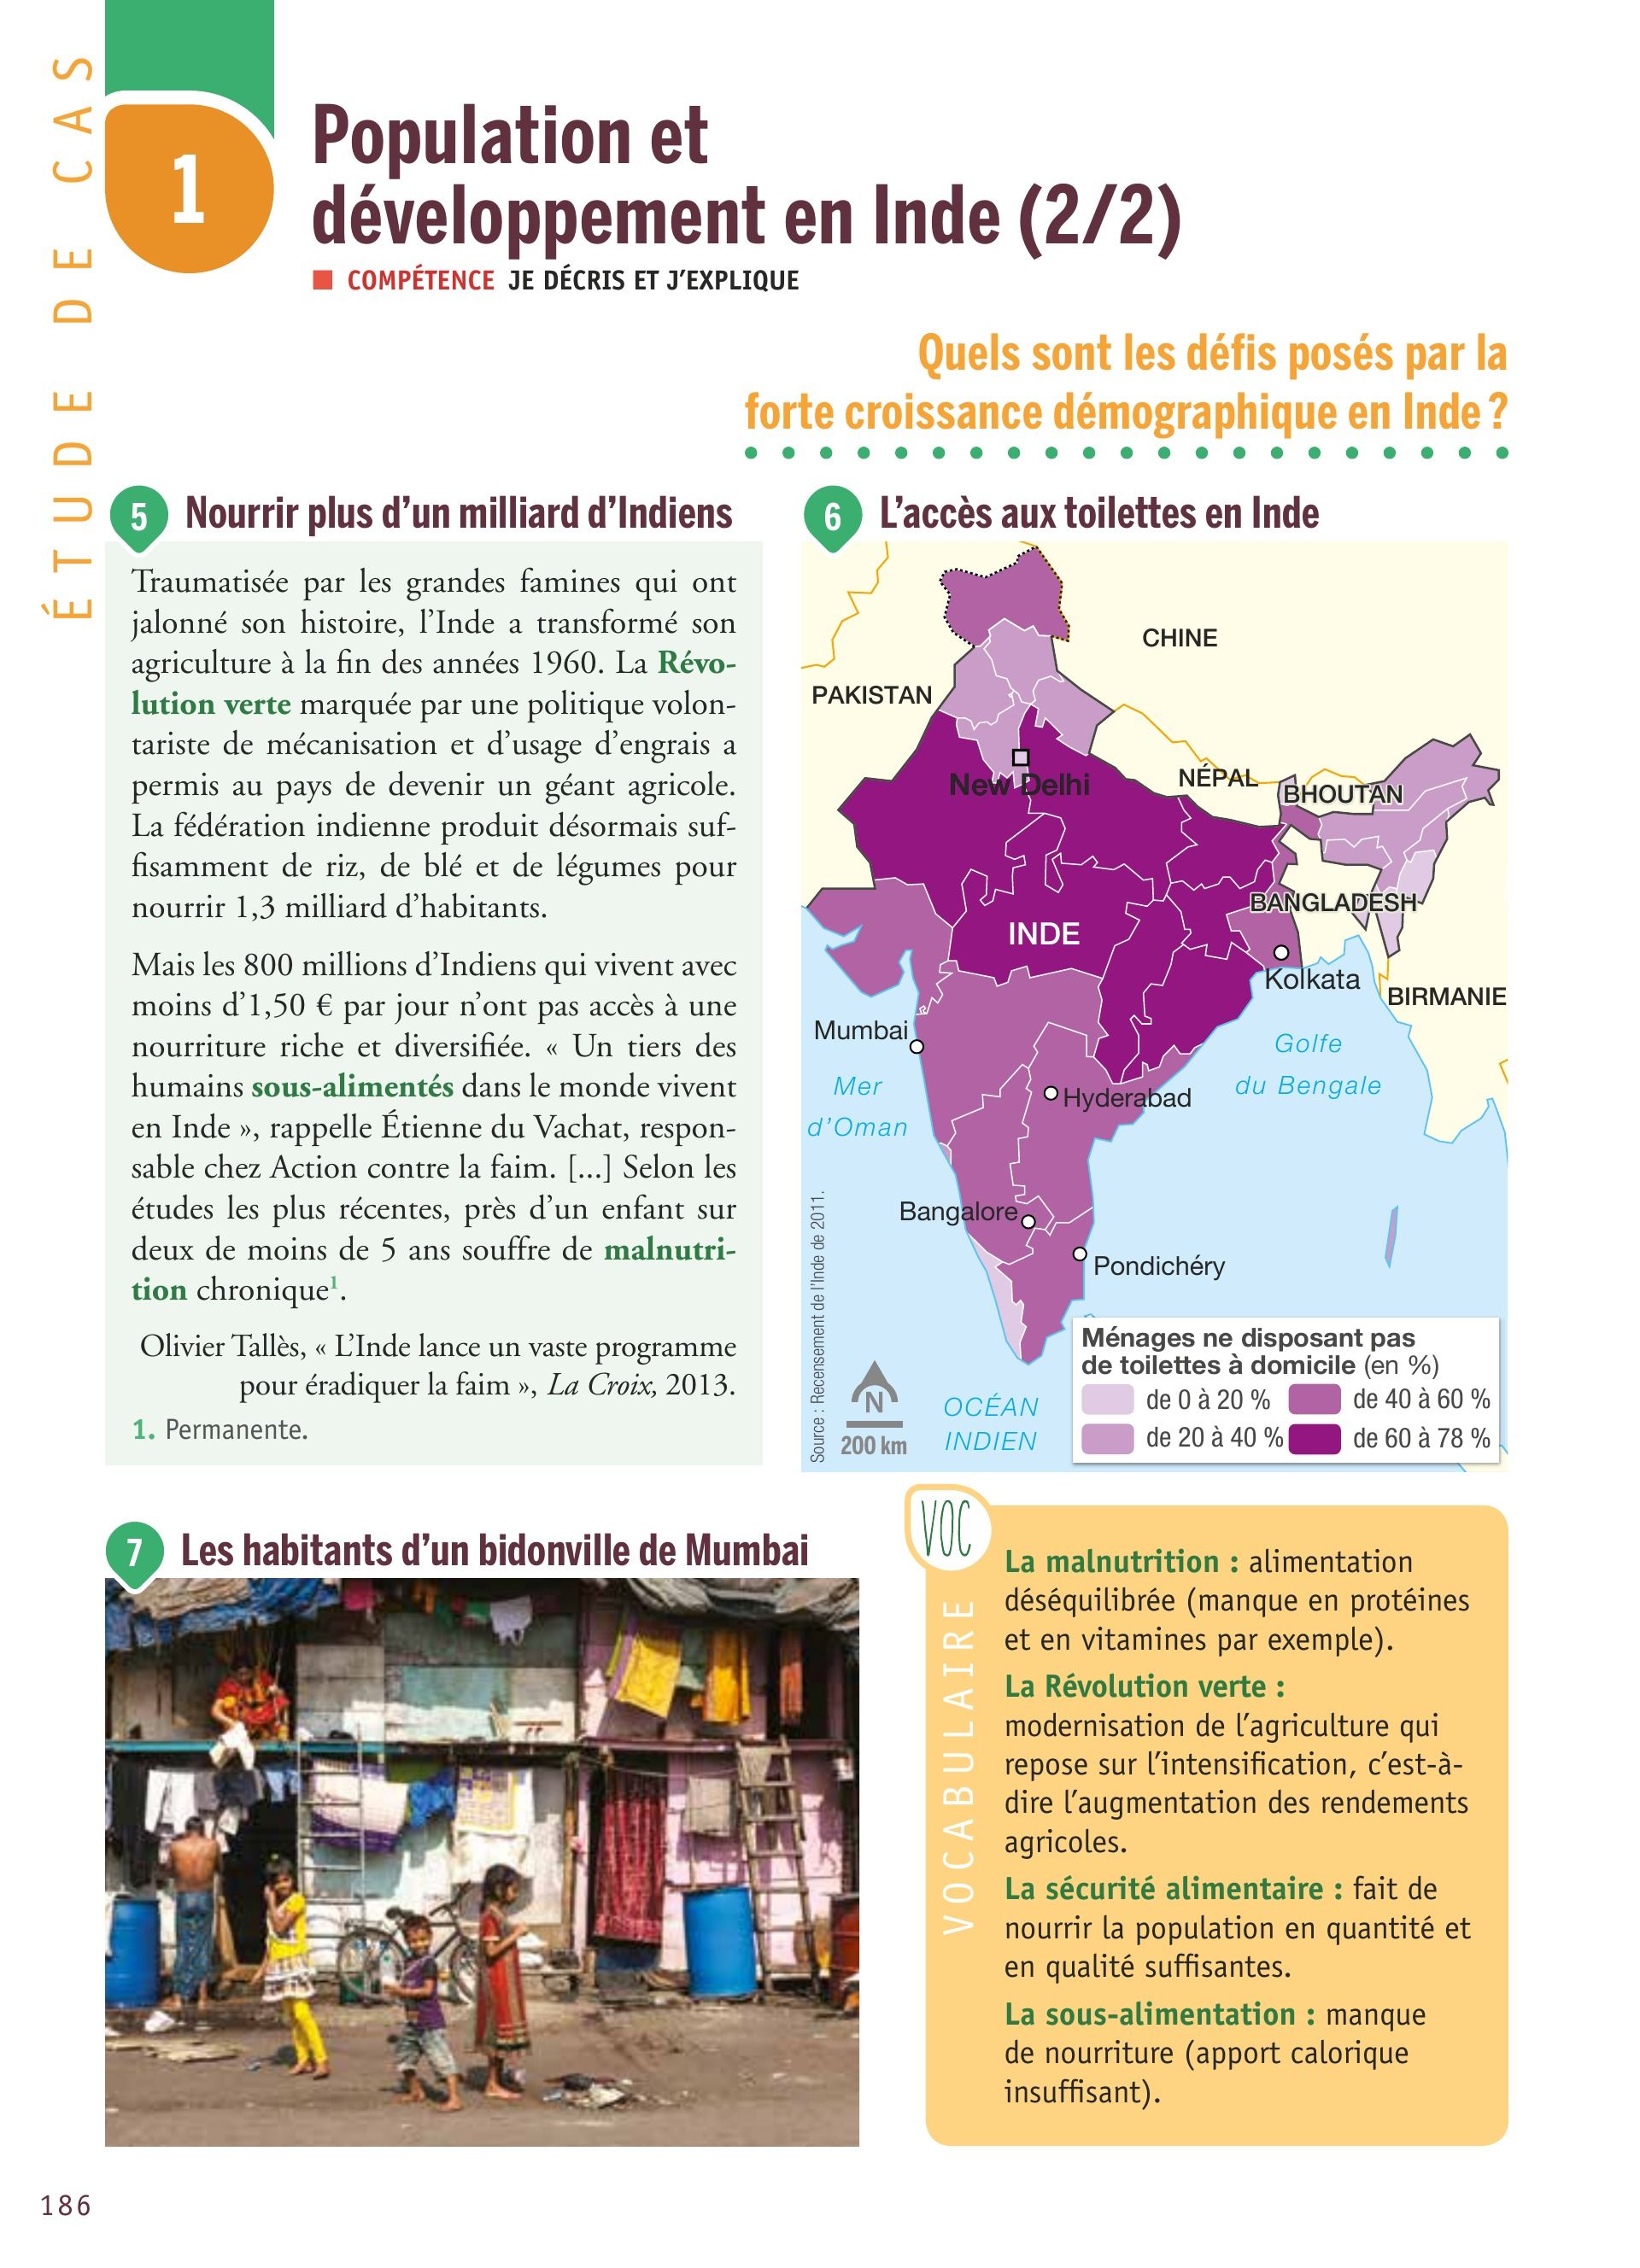 ÉTUDE DE CAS
1
Population et
développement en Inde (2/2)
COMPÉTENCE JE DÉCRIS ET J'EXPLIQUE
Quels sont les défis posés par la
forte croissance démographique en Inde ?
5 Nourrir plus d'un milliard d'Indiens
Traumatisée par les grandes famines qui ont
jalonné son histoire, l'Inde a transformé son
agriculture à la fin des années 1960. La Révo-
lution verte marquée par une politique volon-
tariste de mécanisation et d'usage d'engrais a
permis au pays de devenir un géant agricole.
La fédération indienne produit désormais suf-
fisamment de riz, de blé et de légumes pour
nourrir 1,3 milliard d'habitants.
Mais les 800 millions d'Indiens qui vivent avec
moins d'1,50 € par jour n'ont pas accès à une
nourriture riche et diversifiée. « Un tiers des
humains sous-alimentés dans le monde vivent
en Inde », rappelle Étienne du Vachat, respon-
sable chez Action contre la faim. [...] Selon les
études les plus récentes, près d'un enfant sur
deux de moins de 5 ans souffre de malnutri-
tion chronique1.
Olivier Tallès, « L'Inde lance un vaste programme
pour éradiquer la faim », La Croix, 2013.
1. Permanente.
6 L'accès aux toilettes en Inde
CHINE
PAKISTAN
New Delhi
NÉPAL
BHOUTAN
BANGLADESH
INDE
Kolkata
BIRMANIE
Mumbai
Golfe
du Bengale
Mer
d'Oman
Hyderabad
Bangalore
Pondichéry
OCÉAN
INDIEN
N
200 km
Source : Recensement de l'Inde de 2011.
Ménages ne disposant pas
de toilettes à domicile (en %)
de 0 à 20 %
de 40 à 60 %
de 20 à 40 %
de 60 à 78 %
7 Les habitants d'un bidonville de Mumbai
VOC
VOCABULAIRE
La malnutrition : alimentation
déséquilibrée (manque en protéines
et en vitamines par exemple).
La Révolution verte :
modernisation de l'agriculture qui
repose sur l'intensification, c'est-à-
dire l'augmentation des rendements
agricoles.
La sécurité alimentaire : fait de
nourrir la population en quantité et
en qualité suffisantes.
La sous-alimentation : manque
de nourriture (apport calorique
insuffisant).
186